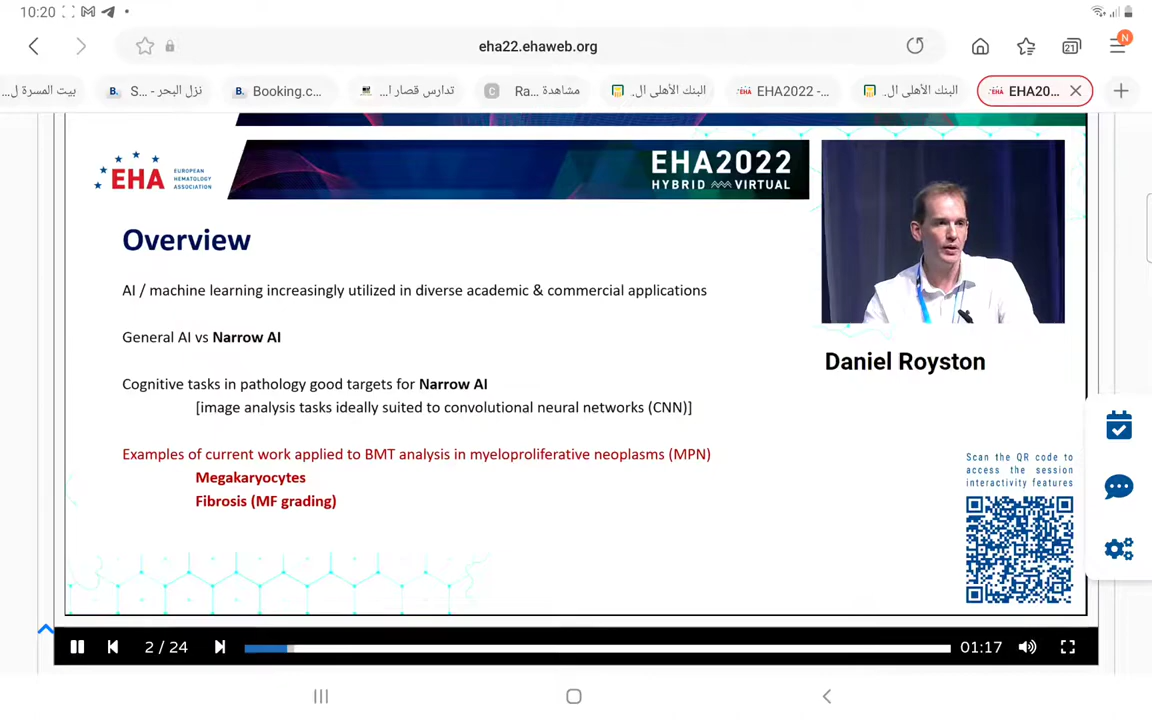 10:20
eha22.ehaweb.org
21
N
بيت المسرة ل...
S... - نزل البحر
Booking.c...
تدارس قصار ا...
Ra... مشاهدة
البنك الأهلى ال...
EHA2022 -...
البنك الأهلى ال...
EHA20...
EHA
EUROPEAN
HEMATOLOGY
ASSOCIATION
EHA2022
HYBRID VIRTUAL
Overview
AI / machine learning increasingly utilized in diverse academic & commercial applications
General AI vs Narrow AI
Cognitive tasks in pathology good targets for Narrow AI
[image analysis tasks ideally suited to convolutional neural networks (CNN)]
Examples of current work applied to BMT analysis in myeloproliferative neoplasms (MPN)
Megakaryocytes
Fibrosis (MF grading)
Daniel Royston
Scan the QR code to
access the session
interactivity features
2 / 24
01:17